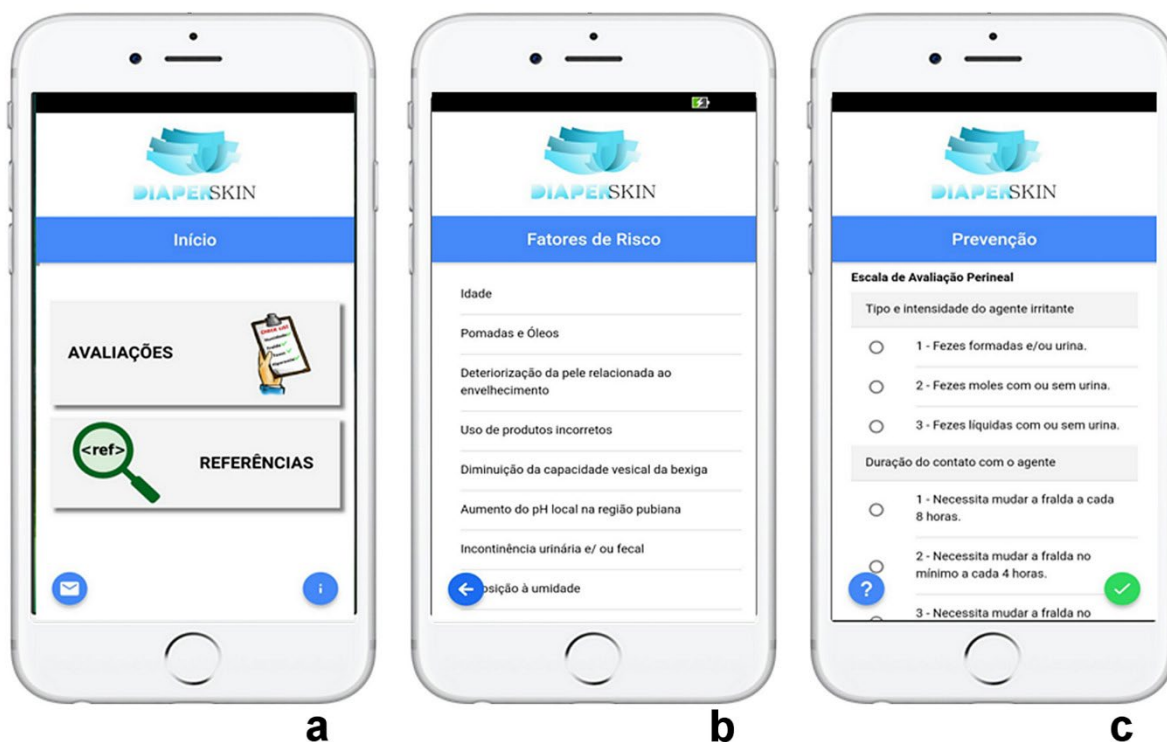 DIAPERSKIN
Início
AVALIAÇÕES
Check List
<ref>
REFERÊNCIAS
a
DIAPERSKIN
Fatores de Risco
Idade
Pomadas e Óleos
Deteriorização da pele relacionada ao
envelhecimento
Uso de produtos incorretos
Diminuição da capacidade vesical da bexiga
Aumento do pH local na região pubiana
Incontinência urinária e/ ou fecal
posição à umidade
b
DIAPERSKIN
Prevenção
Escala de Avaliação Perineal
Tipo e intensidade do agente irritante
1 - Fezes formadas e/ou urina.
2 - Fezes moles com ou sem urina.
3 - Fezes líquidas com ou sem urina.
Duração do contato com o agente
1 - Necessita mudar a fralda a cada
8 horas.
2 - Necessita mudar a fralda no
mínimo a cada 4 horas.
?
3 - Necessita mudar a fralda no
c